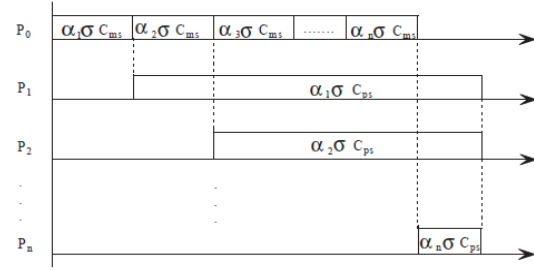 P0 α1σ Cms α2σ Cms α3σ Cms ....... αnσ Cms
P1 α1σ Cps
P2 α2σ Cps
Pn αnσ Cps